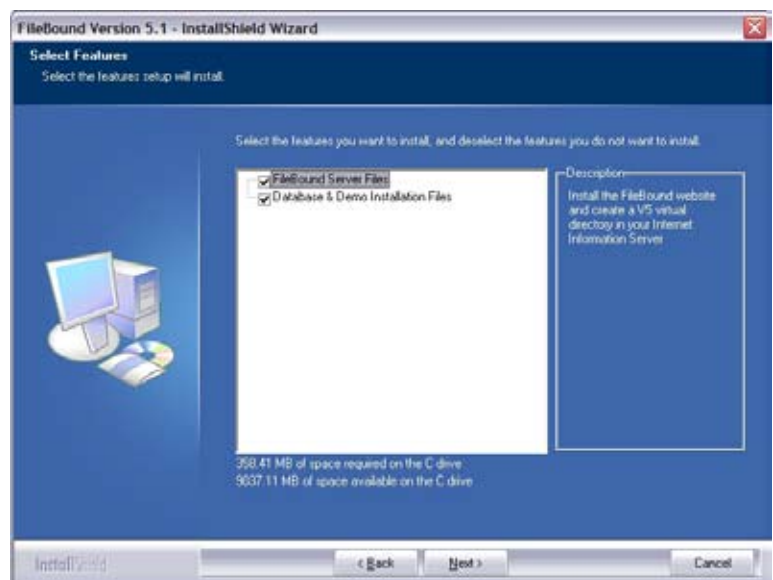 FileBound Version 5.1 - InstallShield Wizard
Select Features
Select the features setup will install.
Select the features you want to install, and deselect the features you do not want to install.
FileBound Server Files
Database & Demo Installation Files
Description
Install the FileBound website
and create a V5 virtual
directory in your Internet
Information Server
358.41 MB of space required on the C drive
9037.11 MB of space available on the C drive
InstallShield
< Back
Next >
Cancel